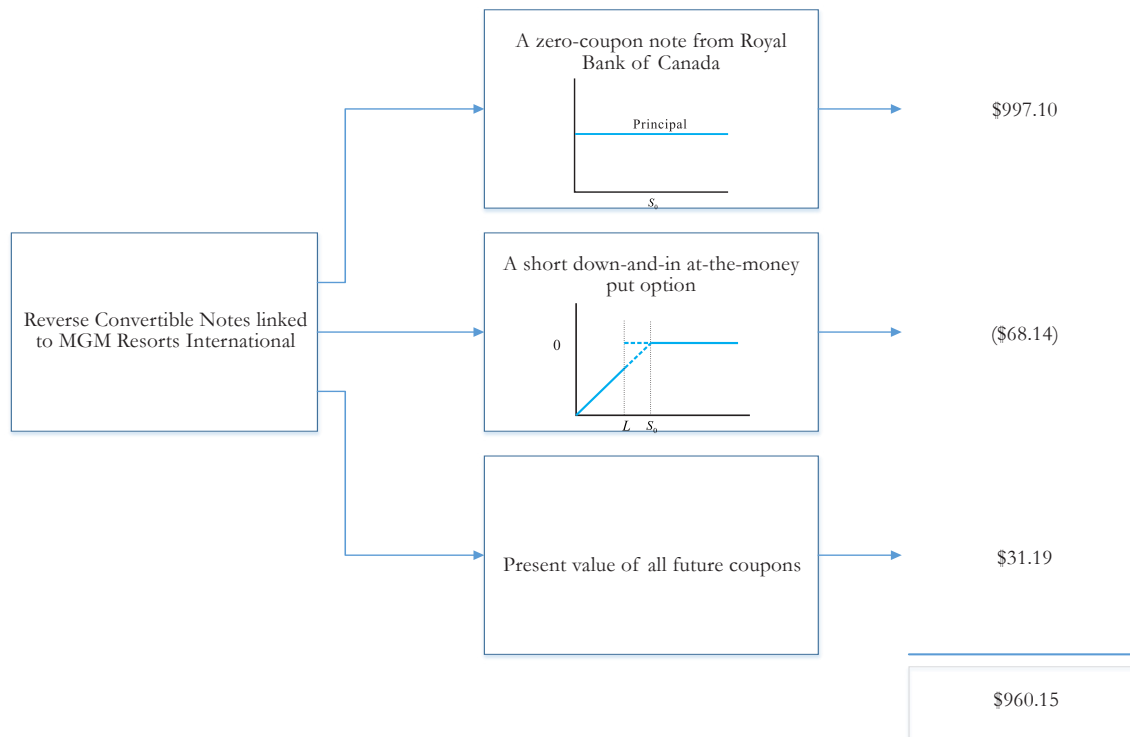 A zero-coupon note from Royal
Bank of Canada
Principal
S0
$997.10
Reverse Convertible Notes linked
to MGM Resorts International
A short down-and-in at-the-money
put option
0
L S0
($68.14)
Present value of all future coupons
$31.19
$960.15